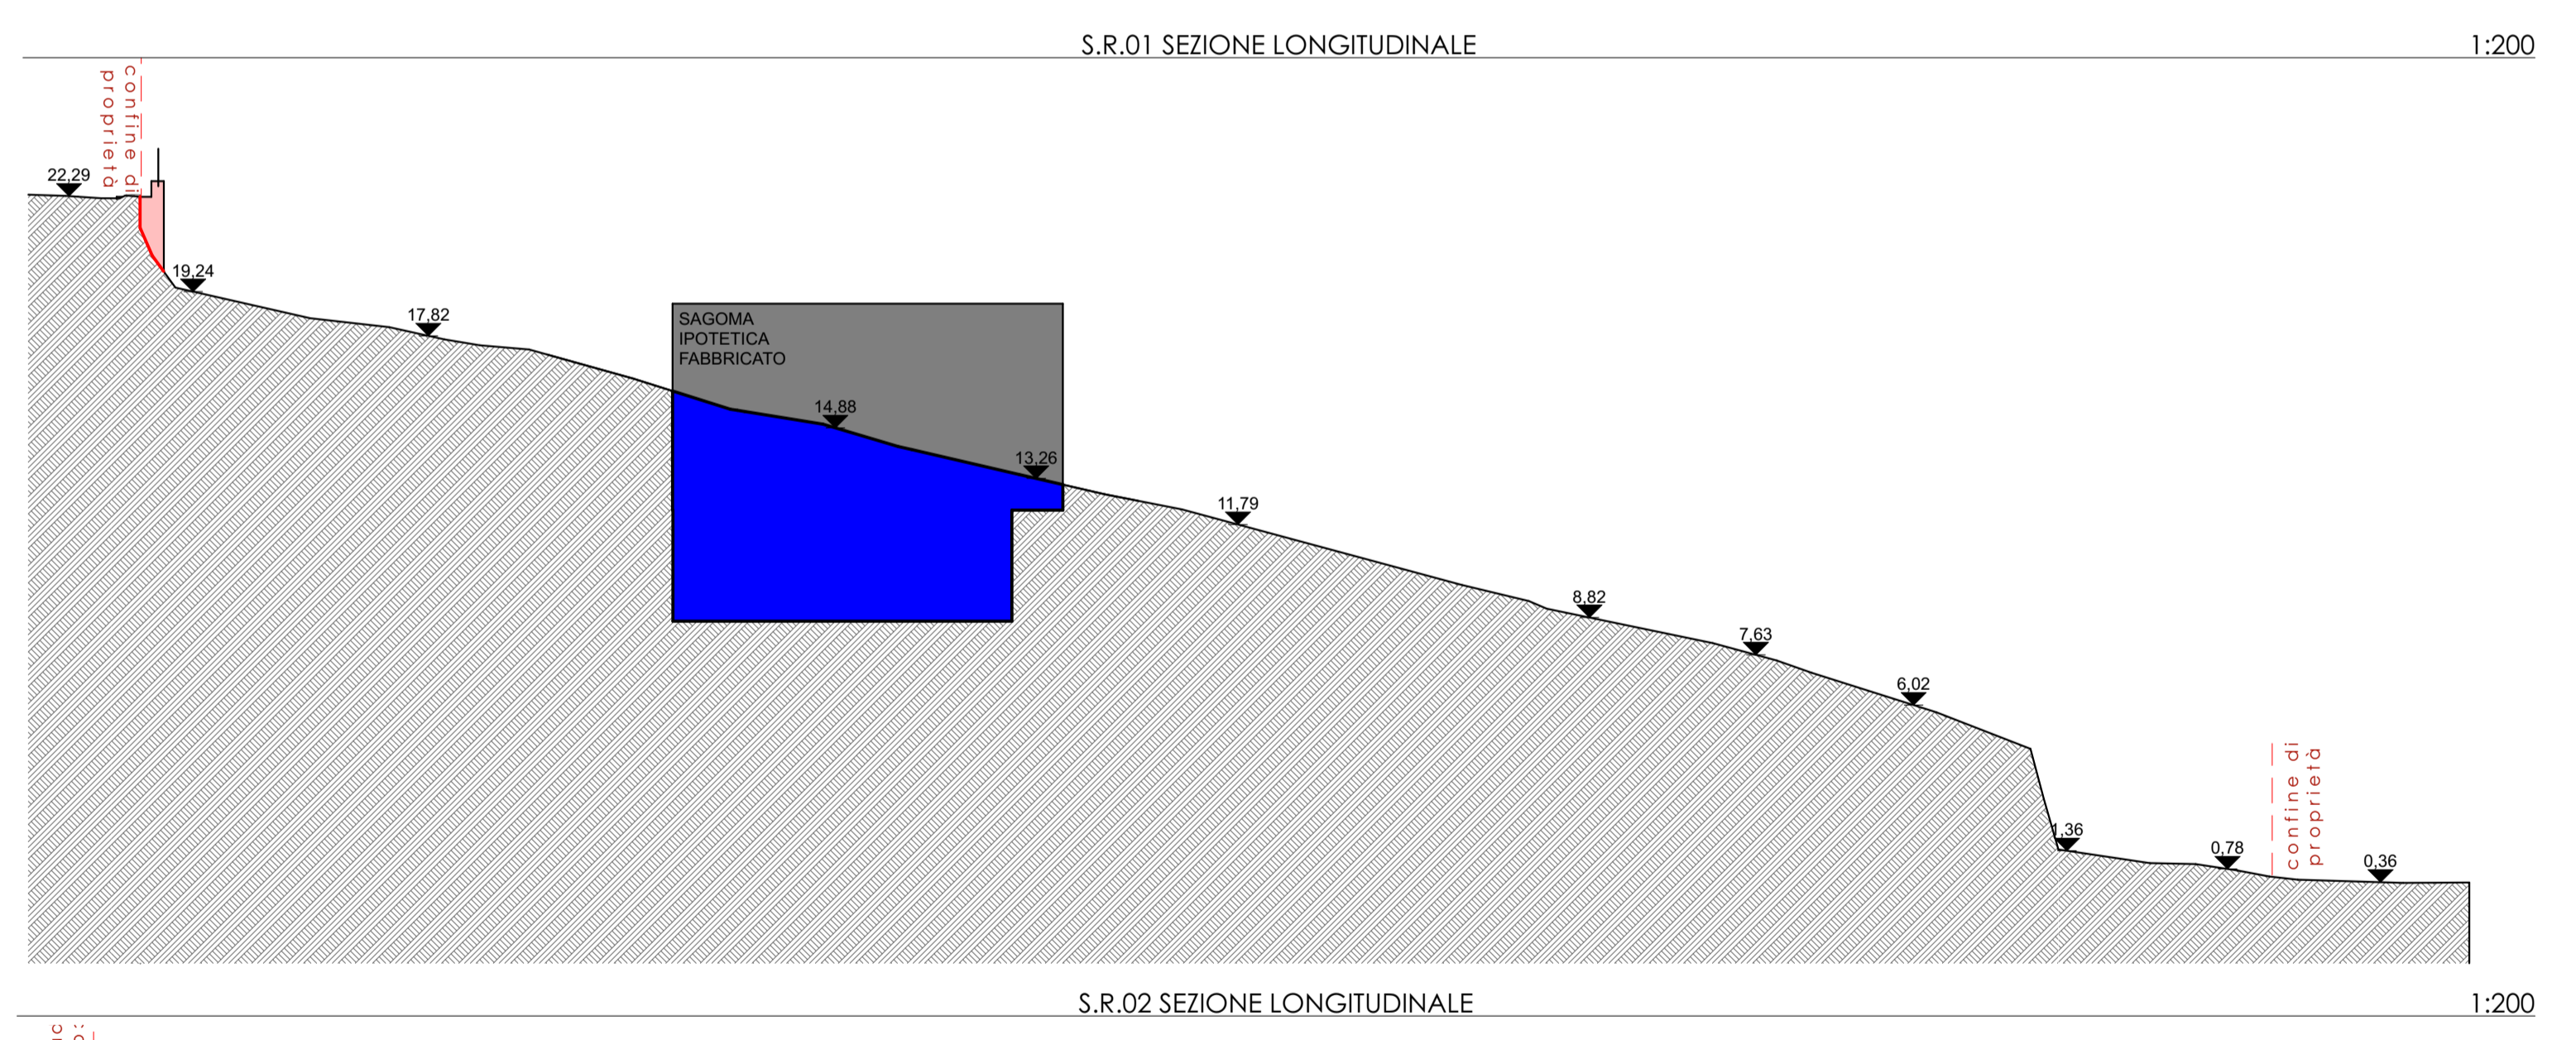 S.R.01 SEZIONE LONGITUDINALE
1:200
confine di
proprietà
22,29
19,24
17,82
SAGOMA
IPOTETICA
FABBRICATO
14,88
13,26
11,79
8,82
7,63
6,02
1,36
0,78
0,36
confine di
proprietà
S.R.02 SEZIONE LONGITUDINALE
1:200